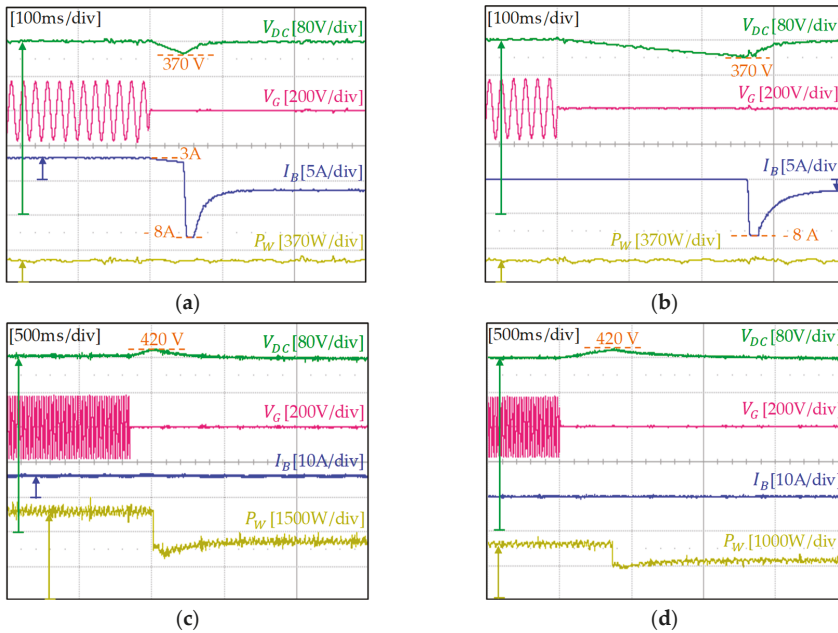 [100ms/div]
V_DC [80V/div]
370 V
V_G [200V/div]
3A
I_B [5A/div]
- 8A
P_W [370W/div]
(a)
[100ms/div]
V_DC [80V/div]
370 V
V_G [200V/div]
I_B [5A/div]
P_W [370W/div]
- 8 A
(b)
[500ms/div]
420 V
V_DC [80V/div]
V_G [200V/div]
I_B [10A/div]
P_W [1500W/div]
(c)
[500ms/div]
420 V
V_DC [80V/div]
V_G [200V/div]
I_B [10A/div]
P_W [1000W/div]
(d)